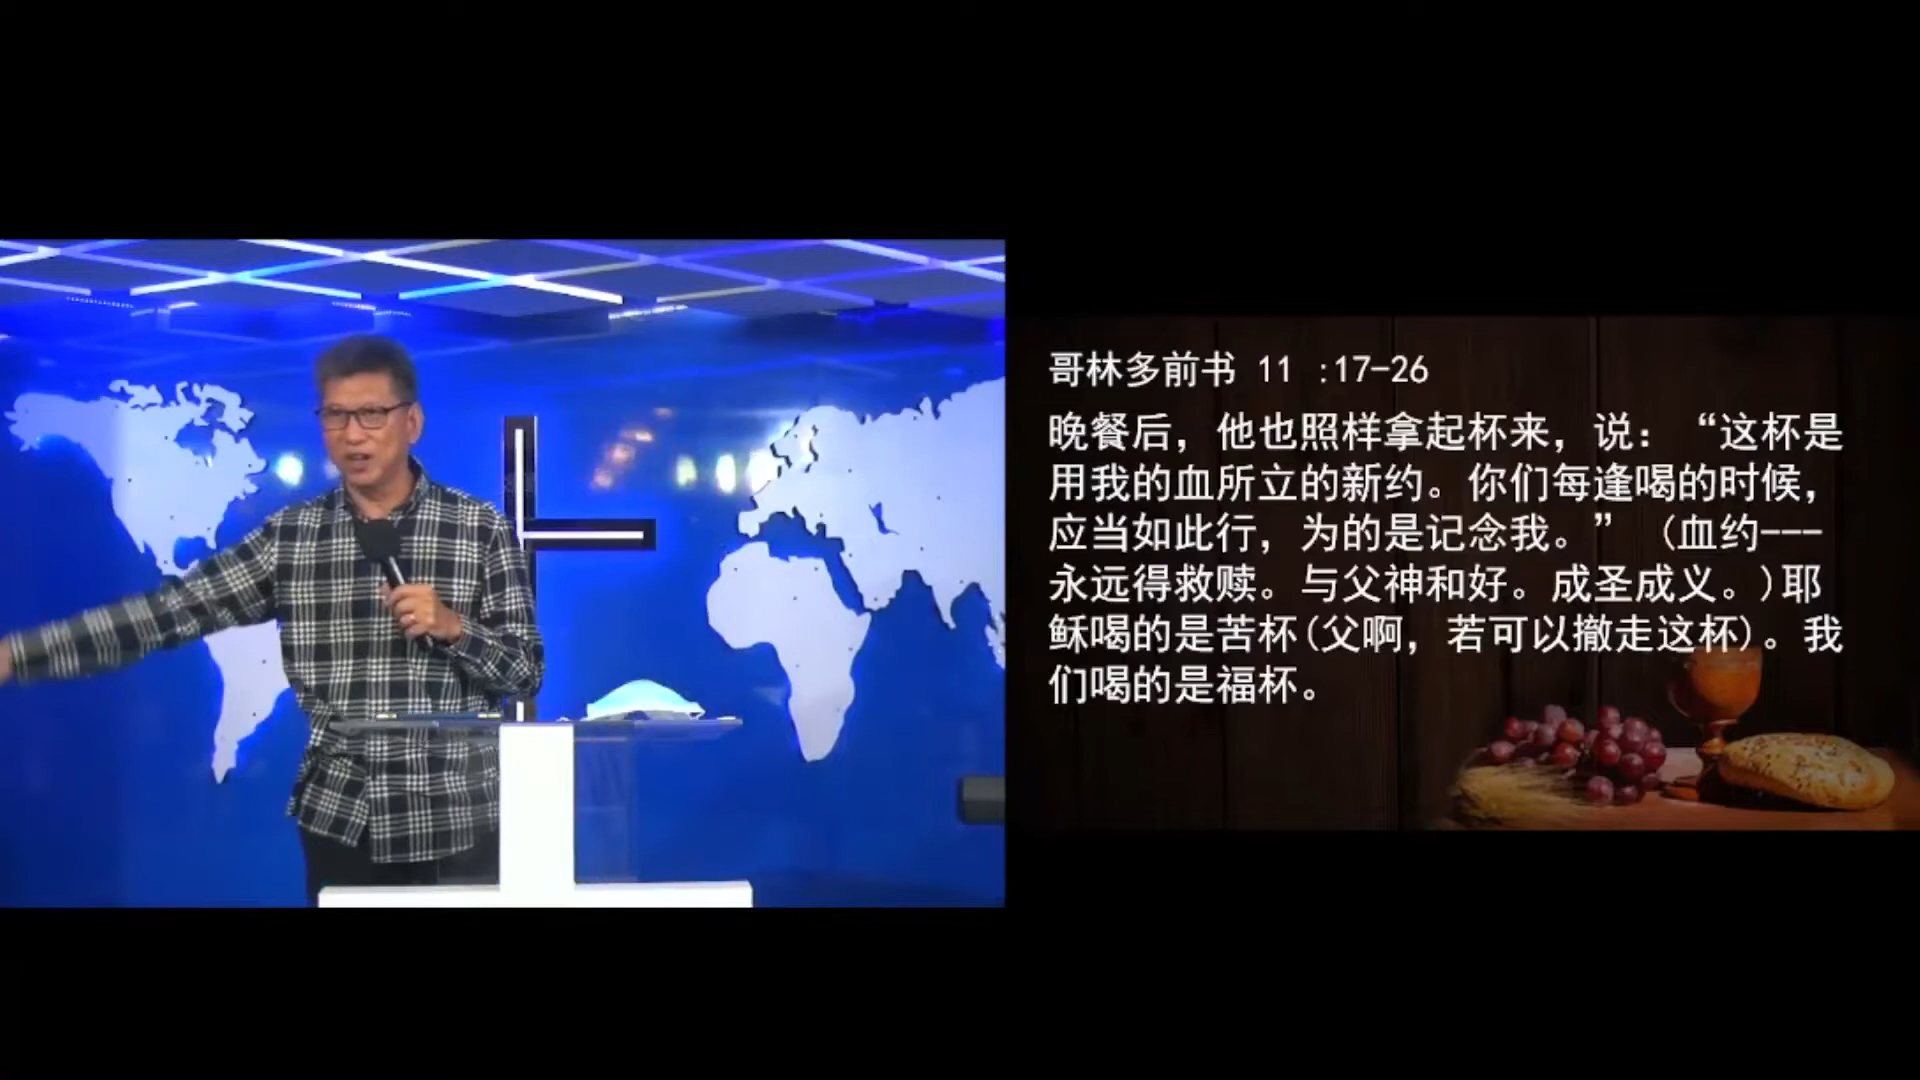 哥林多前书 11 :17-26
晚餐后，他也照样拿起杯来，说：“这杯是
用我的血所立的新约。你们每逢喝的时候，
应当如此行，为的是记念我。” (血约---
永远得救赎。与父神和好。成圣成义。)耶
稣喝的是苦杯(父啊，若可以撤走这杯)。我
们喝的是福杯。